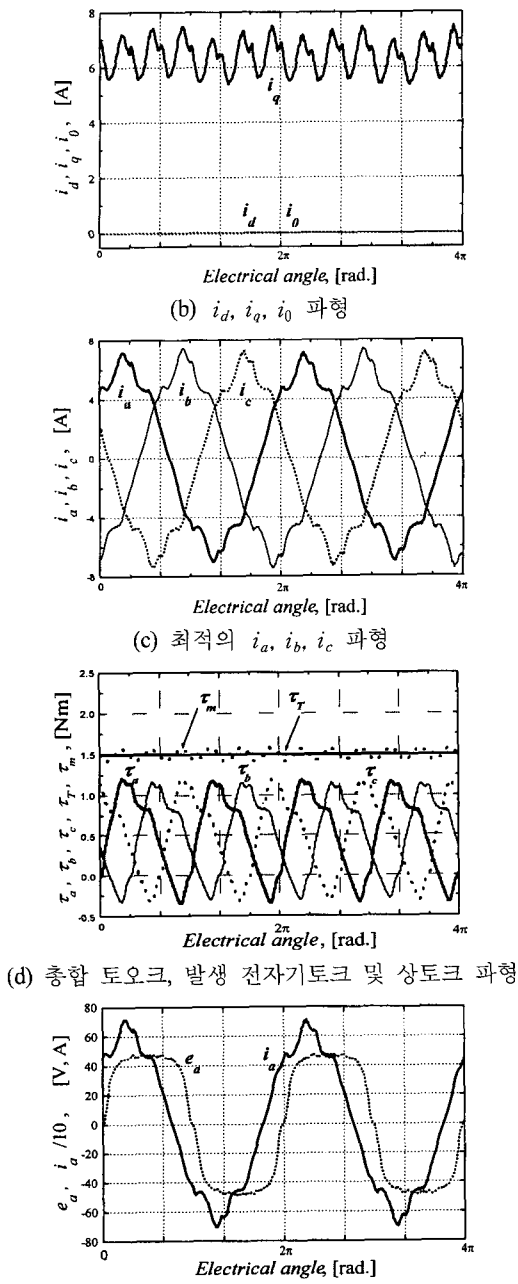 8
6
4
2
0
i_d, i_q, i_0, [A]
i_q
i_d
i_0
0
2π
4π
Electrical angle, [rad.]
(b) i_d, i_q, i_0 파형
8
4
0
-4
-8
i_a, i_b, i_c, [A]
i_a
i_b
i_c
0
2π
4π
Electrical angle, [rad.]
(c) 최적의 i_a, i_b, i_c 파형
2.5
2.0
1.5
1.0
0.5
0.0
-0.5
τ_a, τ_b, τ_c, τ_T, τ_m, [Nm]
τ_m
τ_T
τ_a
τ_b
τ_c
0
2π
4π
Electrical angle, [rad.]
(d) 총합 토오크, 발생 전자기토크 및 상토크 파형
80
60
40
20
0
-20
-40
-60
-80
e_a, i_a/10, [V, A]
e_a
i_a
0
2π
4π
Electrical angle, [rad.]